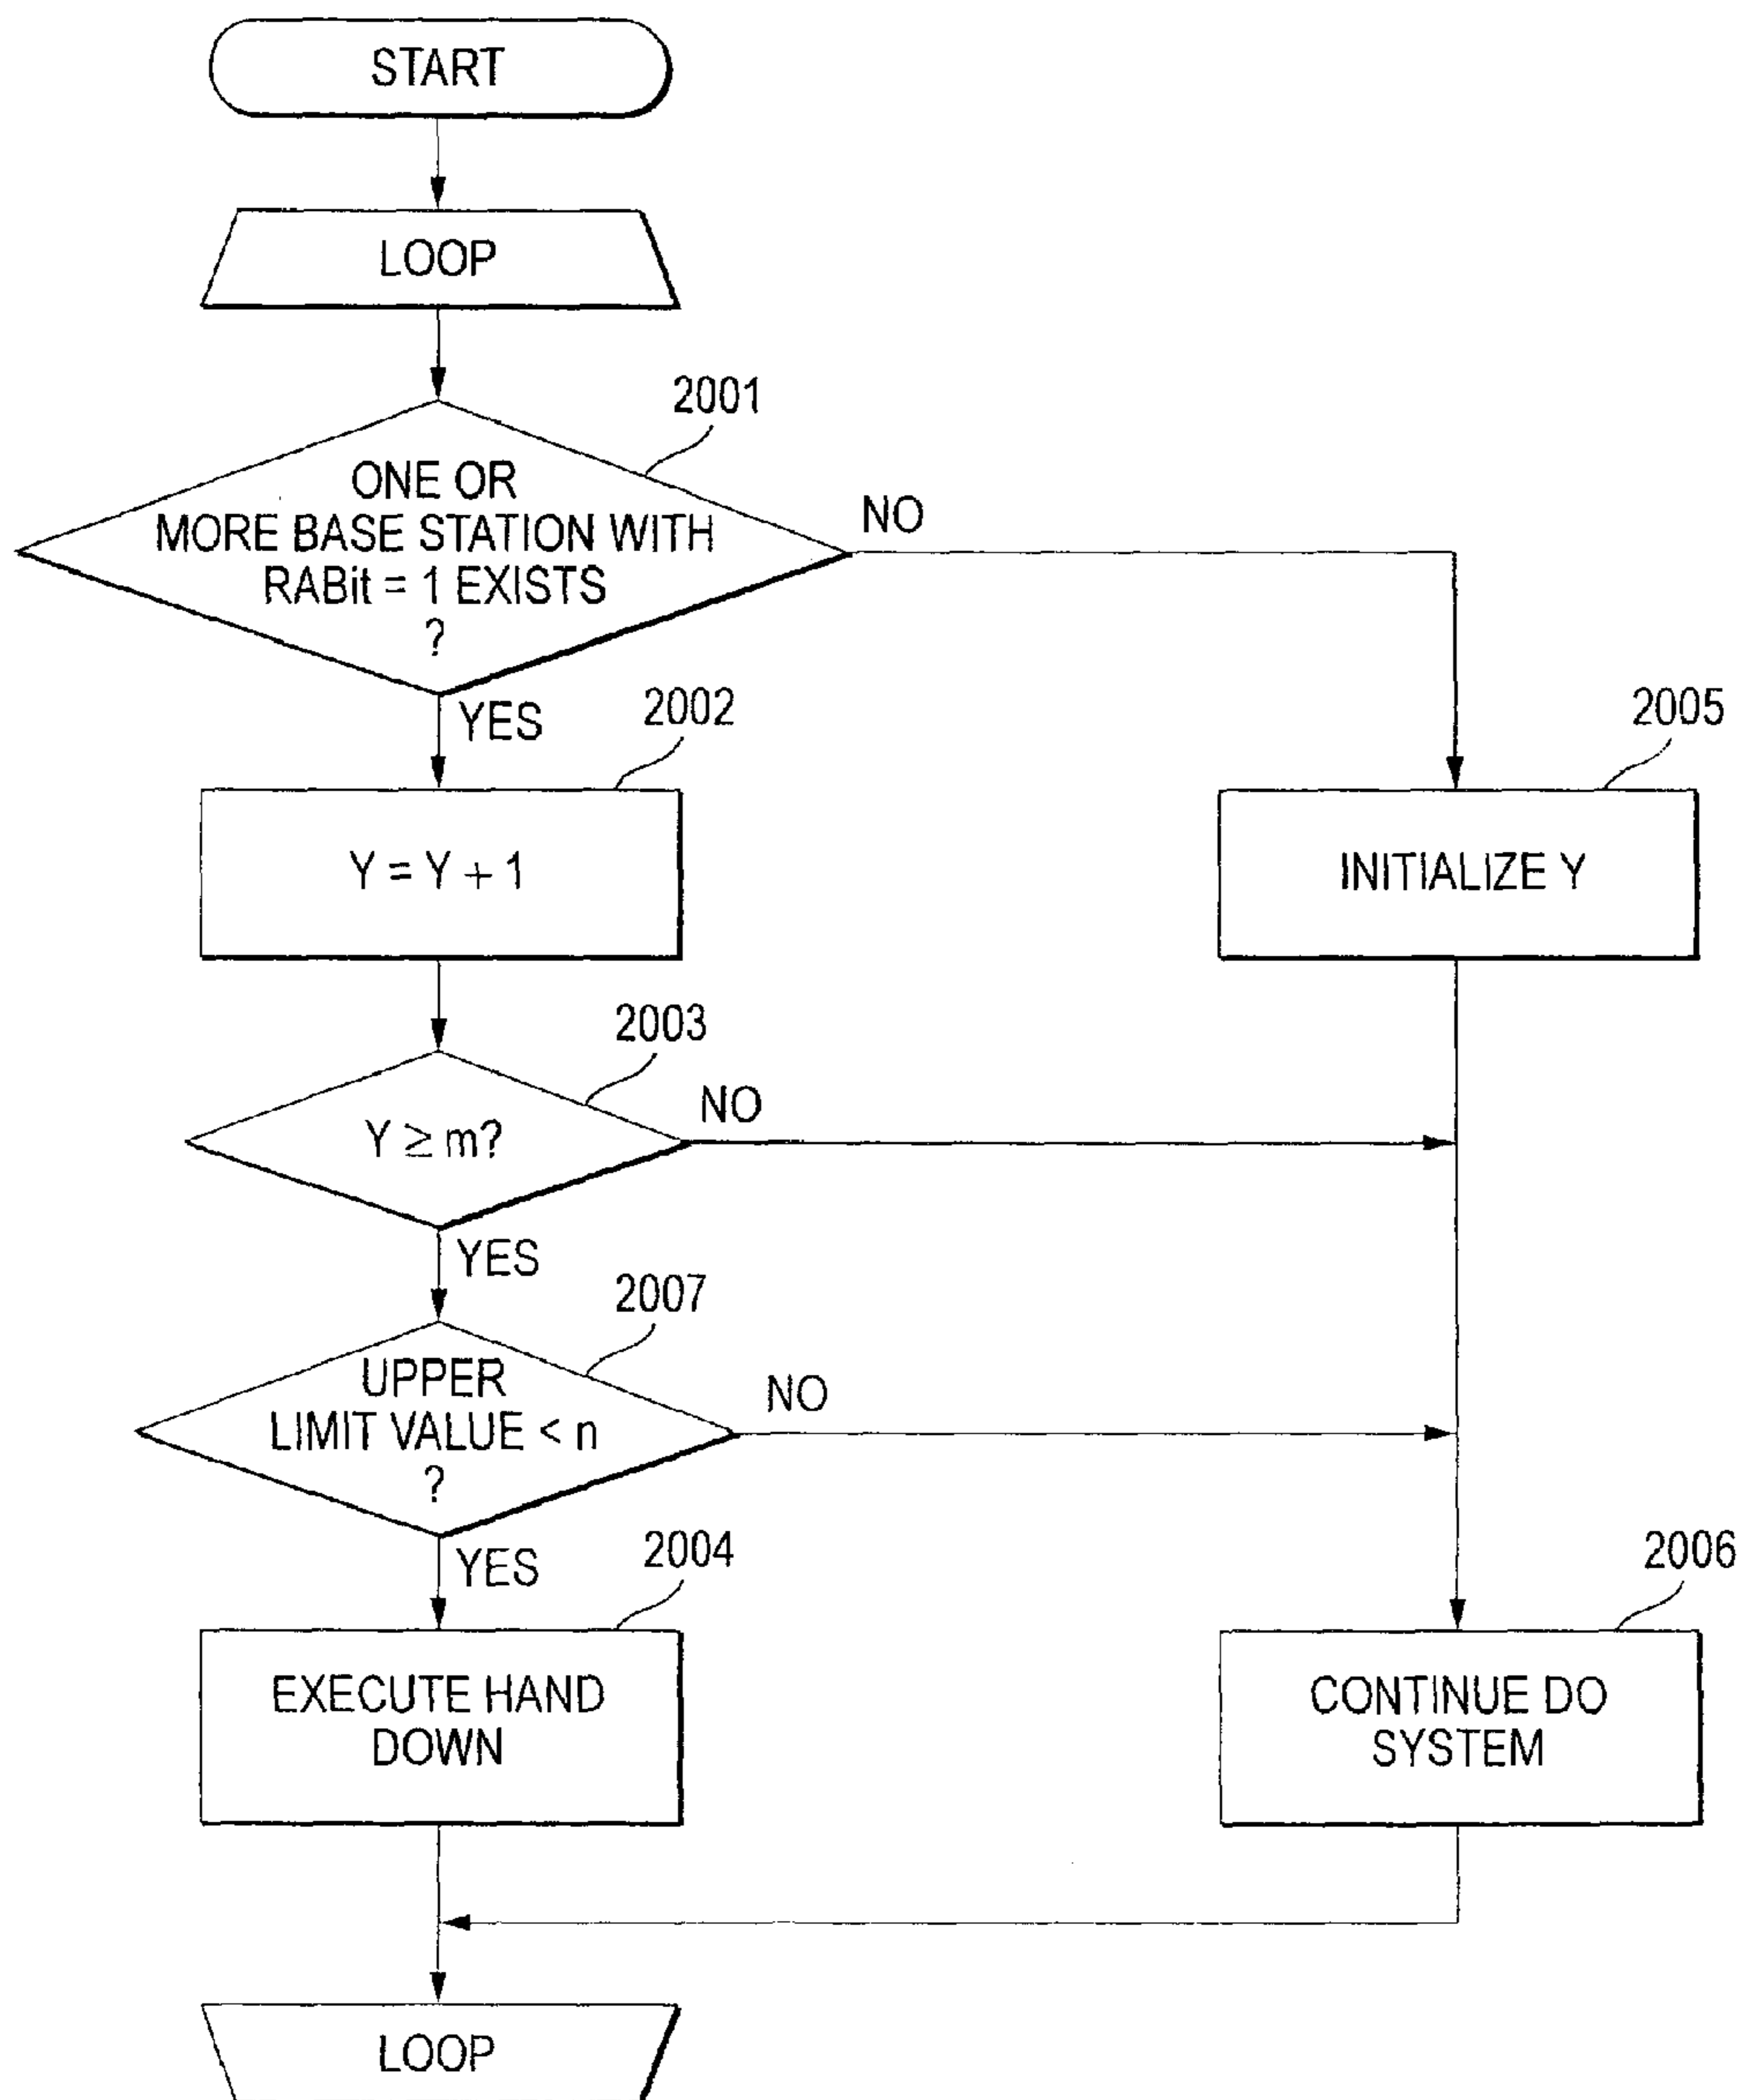 START
LOOP
2001
ONE OR
MORE BASE STATION WITH
RABit = 1 EXISTS
?
NO
YES
2002
2005
Y = Y + 1
INITIALIZE Y
2003
Y ≥ m?
NO
YES
2007
UPPER
LIMIT VALUE < n
?
NO
YES
2004
2006
EXECUTE HAND
DOWN
CONTINUE DO
SYSTEM
LOOP